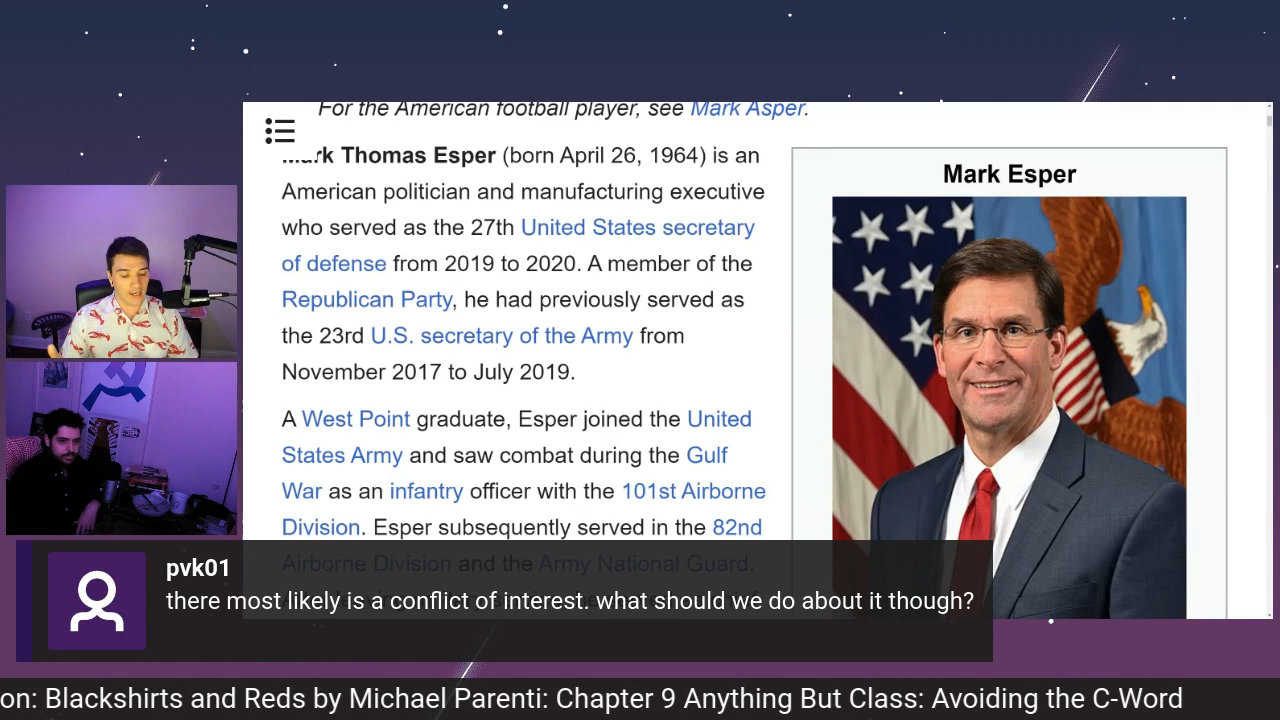 For the American football player, see Mark Asper.
Mark Thomas Esper (born April 26, 1964) is an
American politician and manufacturing executive
who served as the 27th United States secretary
of defense from 2019 to 2020. A member of the
Republican Party, he had previously served as
the 23rd U.S. secretary of the Army from
November 2017 to July 2019.
A West Point graduate, Esper joined the United
States Army and saw combat during the Gulf
War as an infantry officer with the 101st Airborne
Division. Esper subsequently served in the 82nd
Airborne Division and the Army National Guard.
Mark Esper
pvk01
there most likely is a conflict of interest. what should we do about it though?
on: Blackshirts and Reds by Michael Parenti: Chapter 9 Anything But Class: Avoiding the C-Word